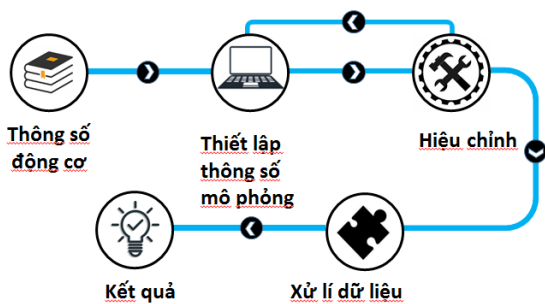 Thông số
động cơ
Thiết lập
thông số
mô phỏng
Hiệu chỉnh
Kết quả
Xử lí dữ liệu